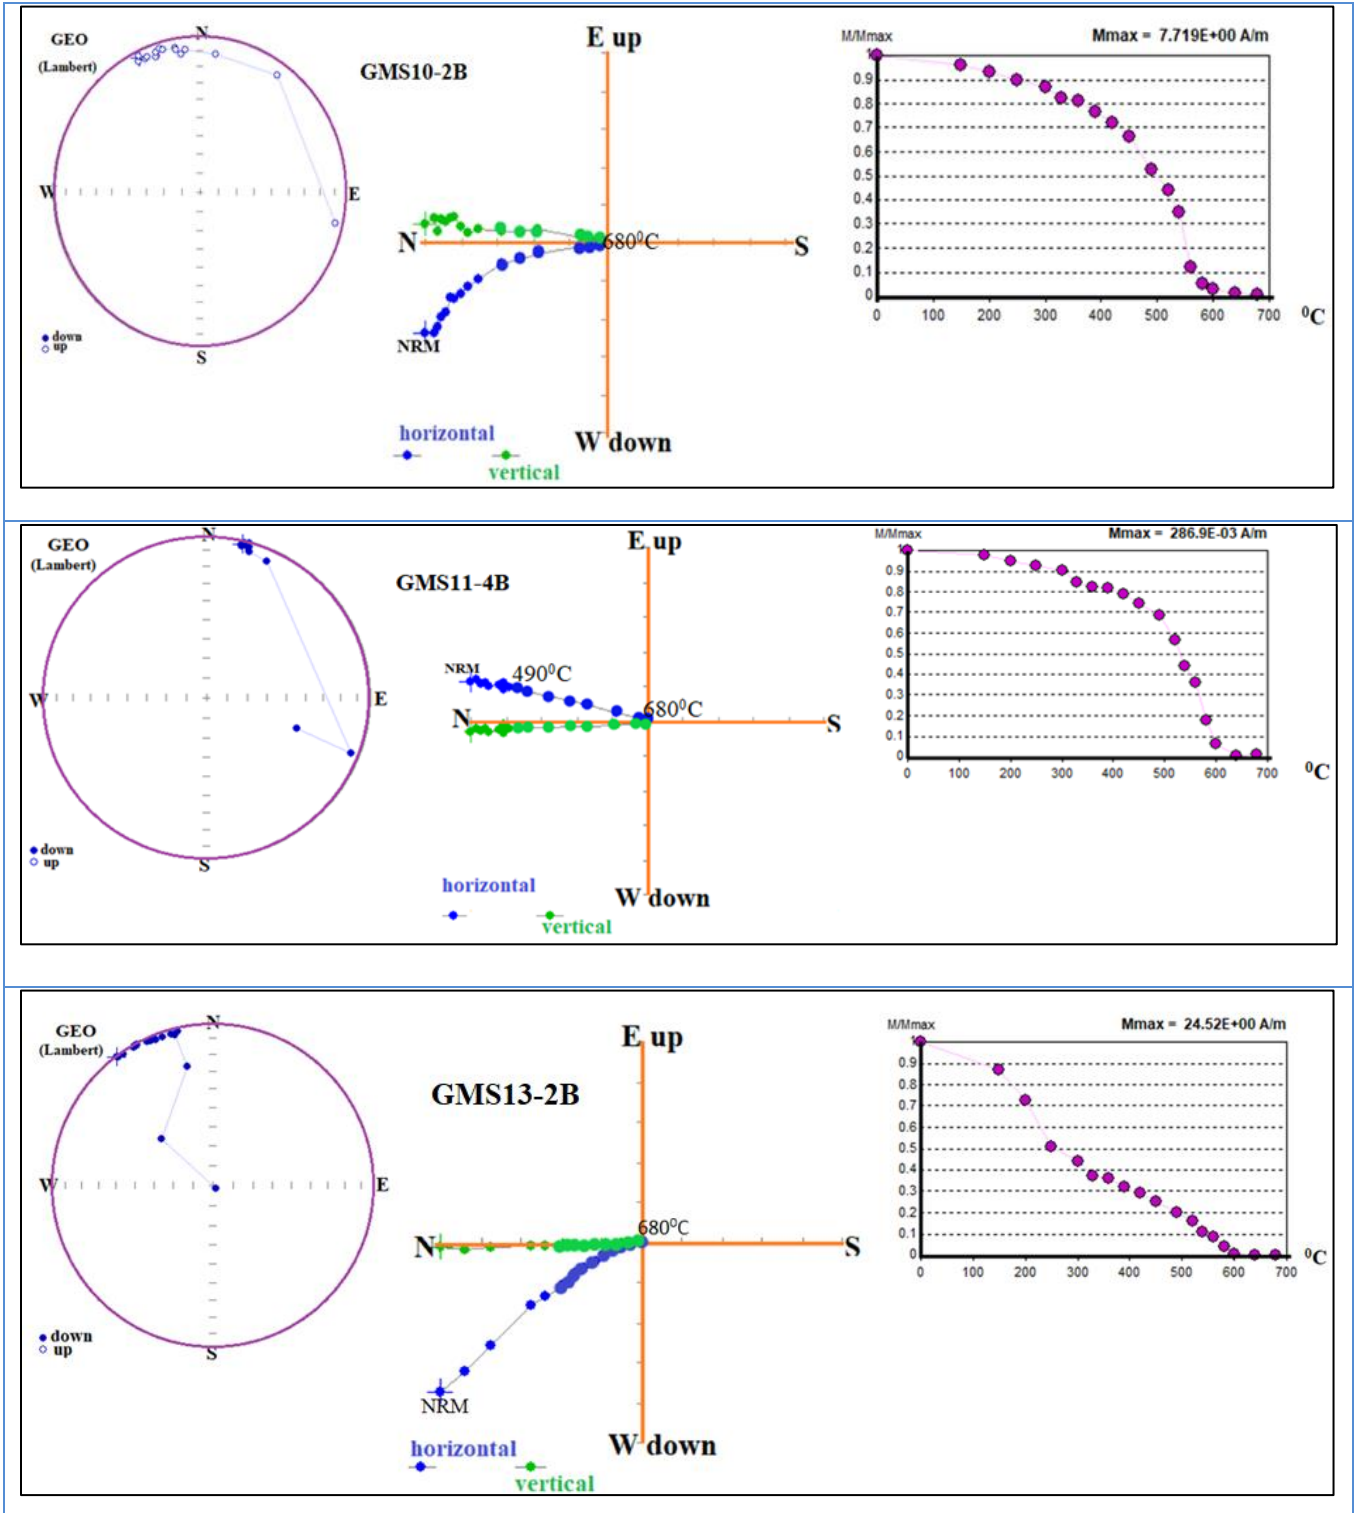 GEO
(Lambert)
N
W
E
S
down
up
GMS10-2B
E up
N
S
680⁰C
NRM
W down
horizontal
vertical
M/Mmax
Mmax = 7.719E+00 A/m
1
0.9
0.8
0.7
0.6
0.5
0.4
0.3
0.2
0.1
0
0 100 200 300 400 500 600 700
⁰C
GEO
(Lambert)
N
W
E
S
down
up
GMS11-4B
E up
NRM
490⁰C
680⁰C
N
S
W down
horizontal
vertical
M/Mmax
Mmax = 286.9E-03 A/m
1
0.9
0.8
0.7
0.6
0.5
0.4
0.3
0.2
0.1
0
0 100 200 300 400 500 600 700
⁰C
GEO
(Lambert)
N
W
E
S
down
up
GMS13-2B
E up
680⁰C
N
S
NRM
W down
horizontal
vertical
M/Mmax
Mmax = 24.52E+00 A/m
1
0.9
0.8
0.7
0.6
0.5
0.4
0.3
0.2
0.1
0
0 100 200 300 400 500 600 700
⁰C